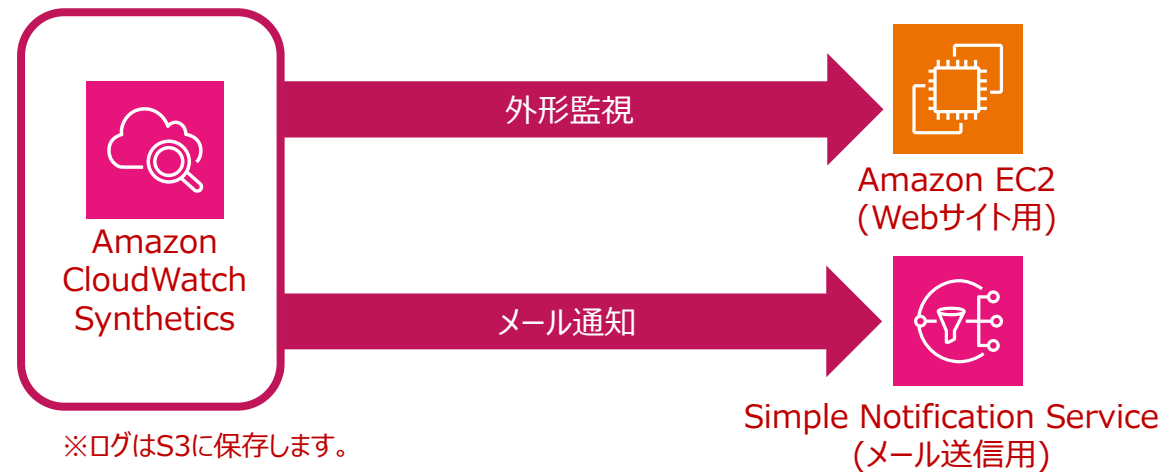 Amazon
CloudWatch
Synthetics
外形監視
Amazon EC2
(Webサイト用)
メール通知
Simple Notification Service
(メール送信用)
※ログはS3に保存します。